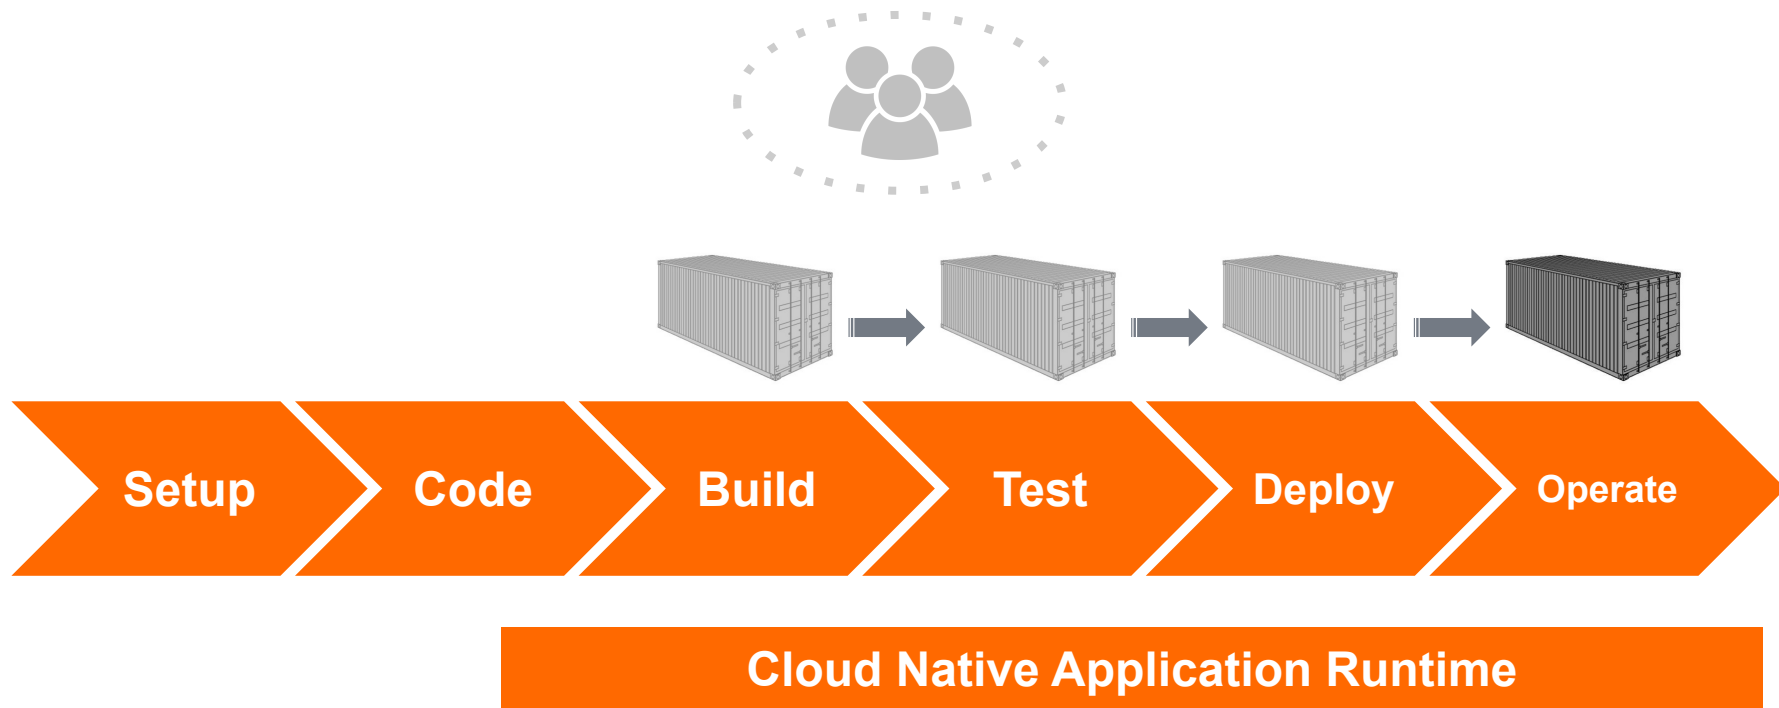 Setup
Code
Build
Test
Deploy
Operate
Cloud Native Application Runtime